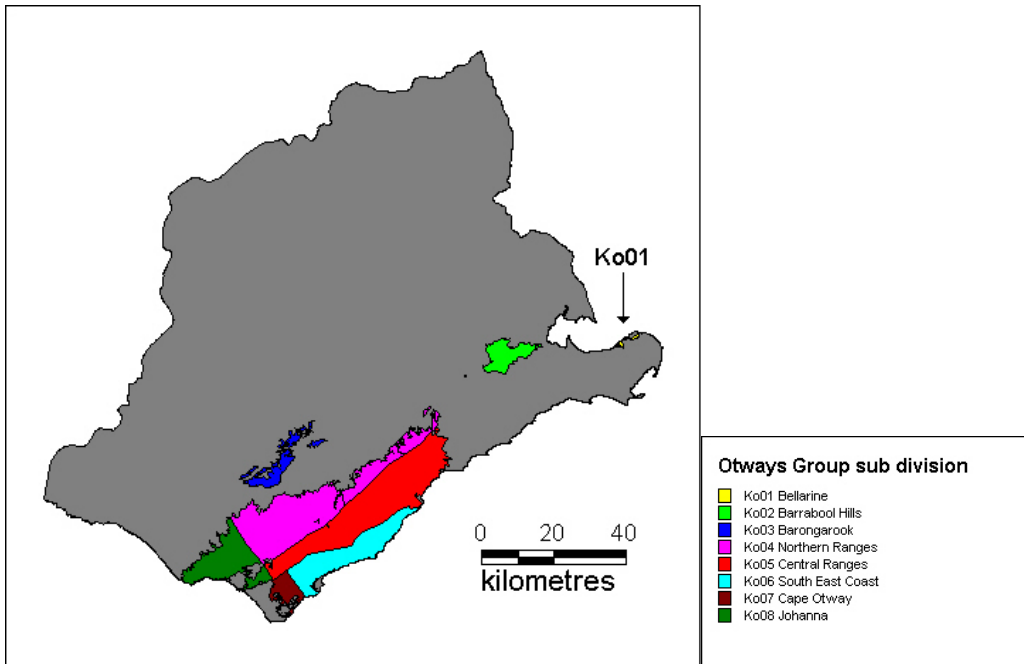 Ko01
0 20 40
kilometres
Otways Group sub division
Ko01 Bellarine
Ko02 Barrabool Hills
Ko03 Barongarook
Ko04 Northern Ranges
Ko05 Central Ranges
Ko06 South East Coast
Ko07 Cape Otway
Ko08 Johanna